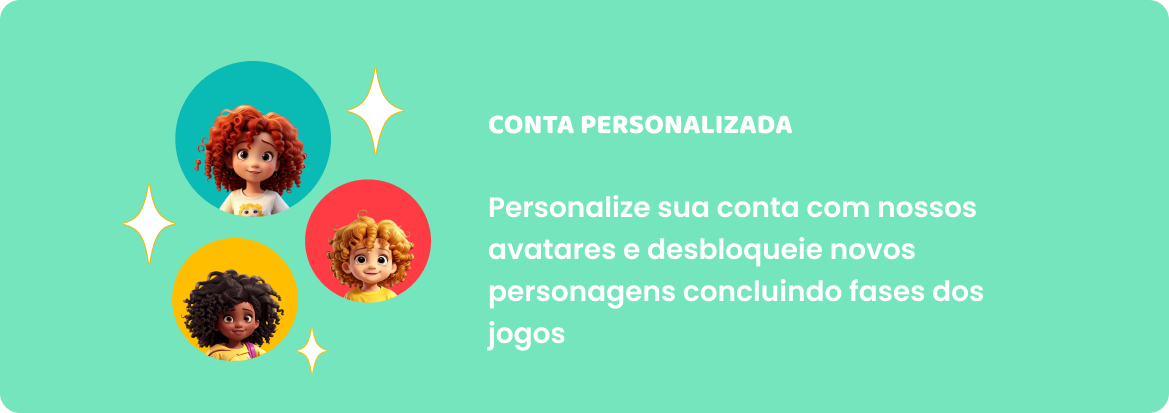 CONTA PERSONALIZADA
Personalize sua conta com nossos
avatares e desbloqueie novos
personagens concluindo fases dos
jogos